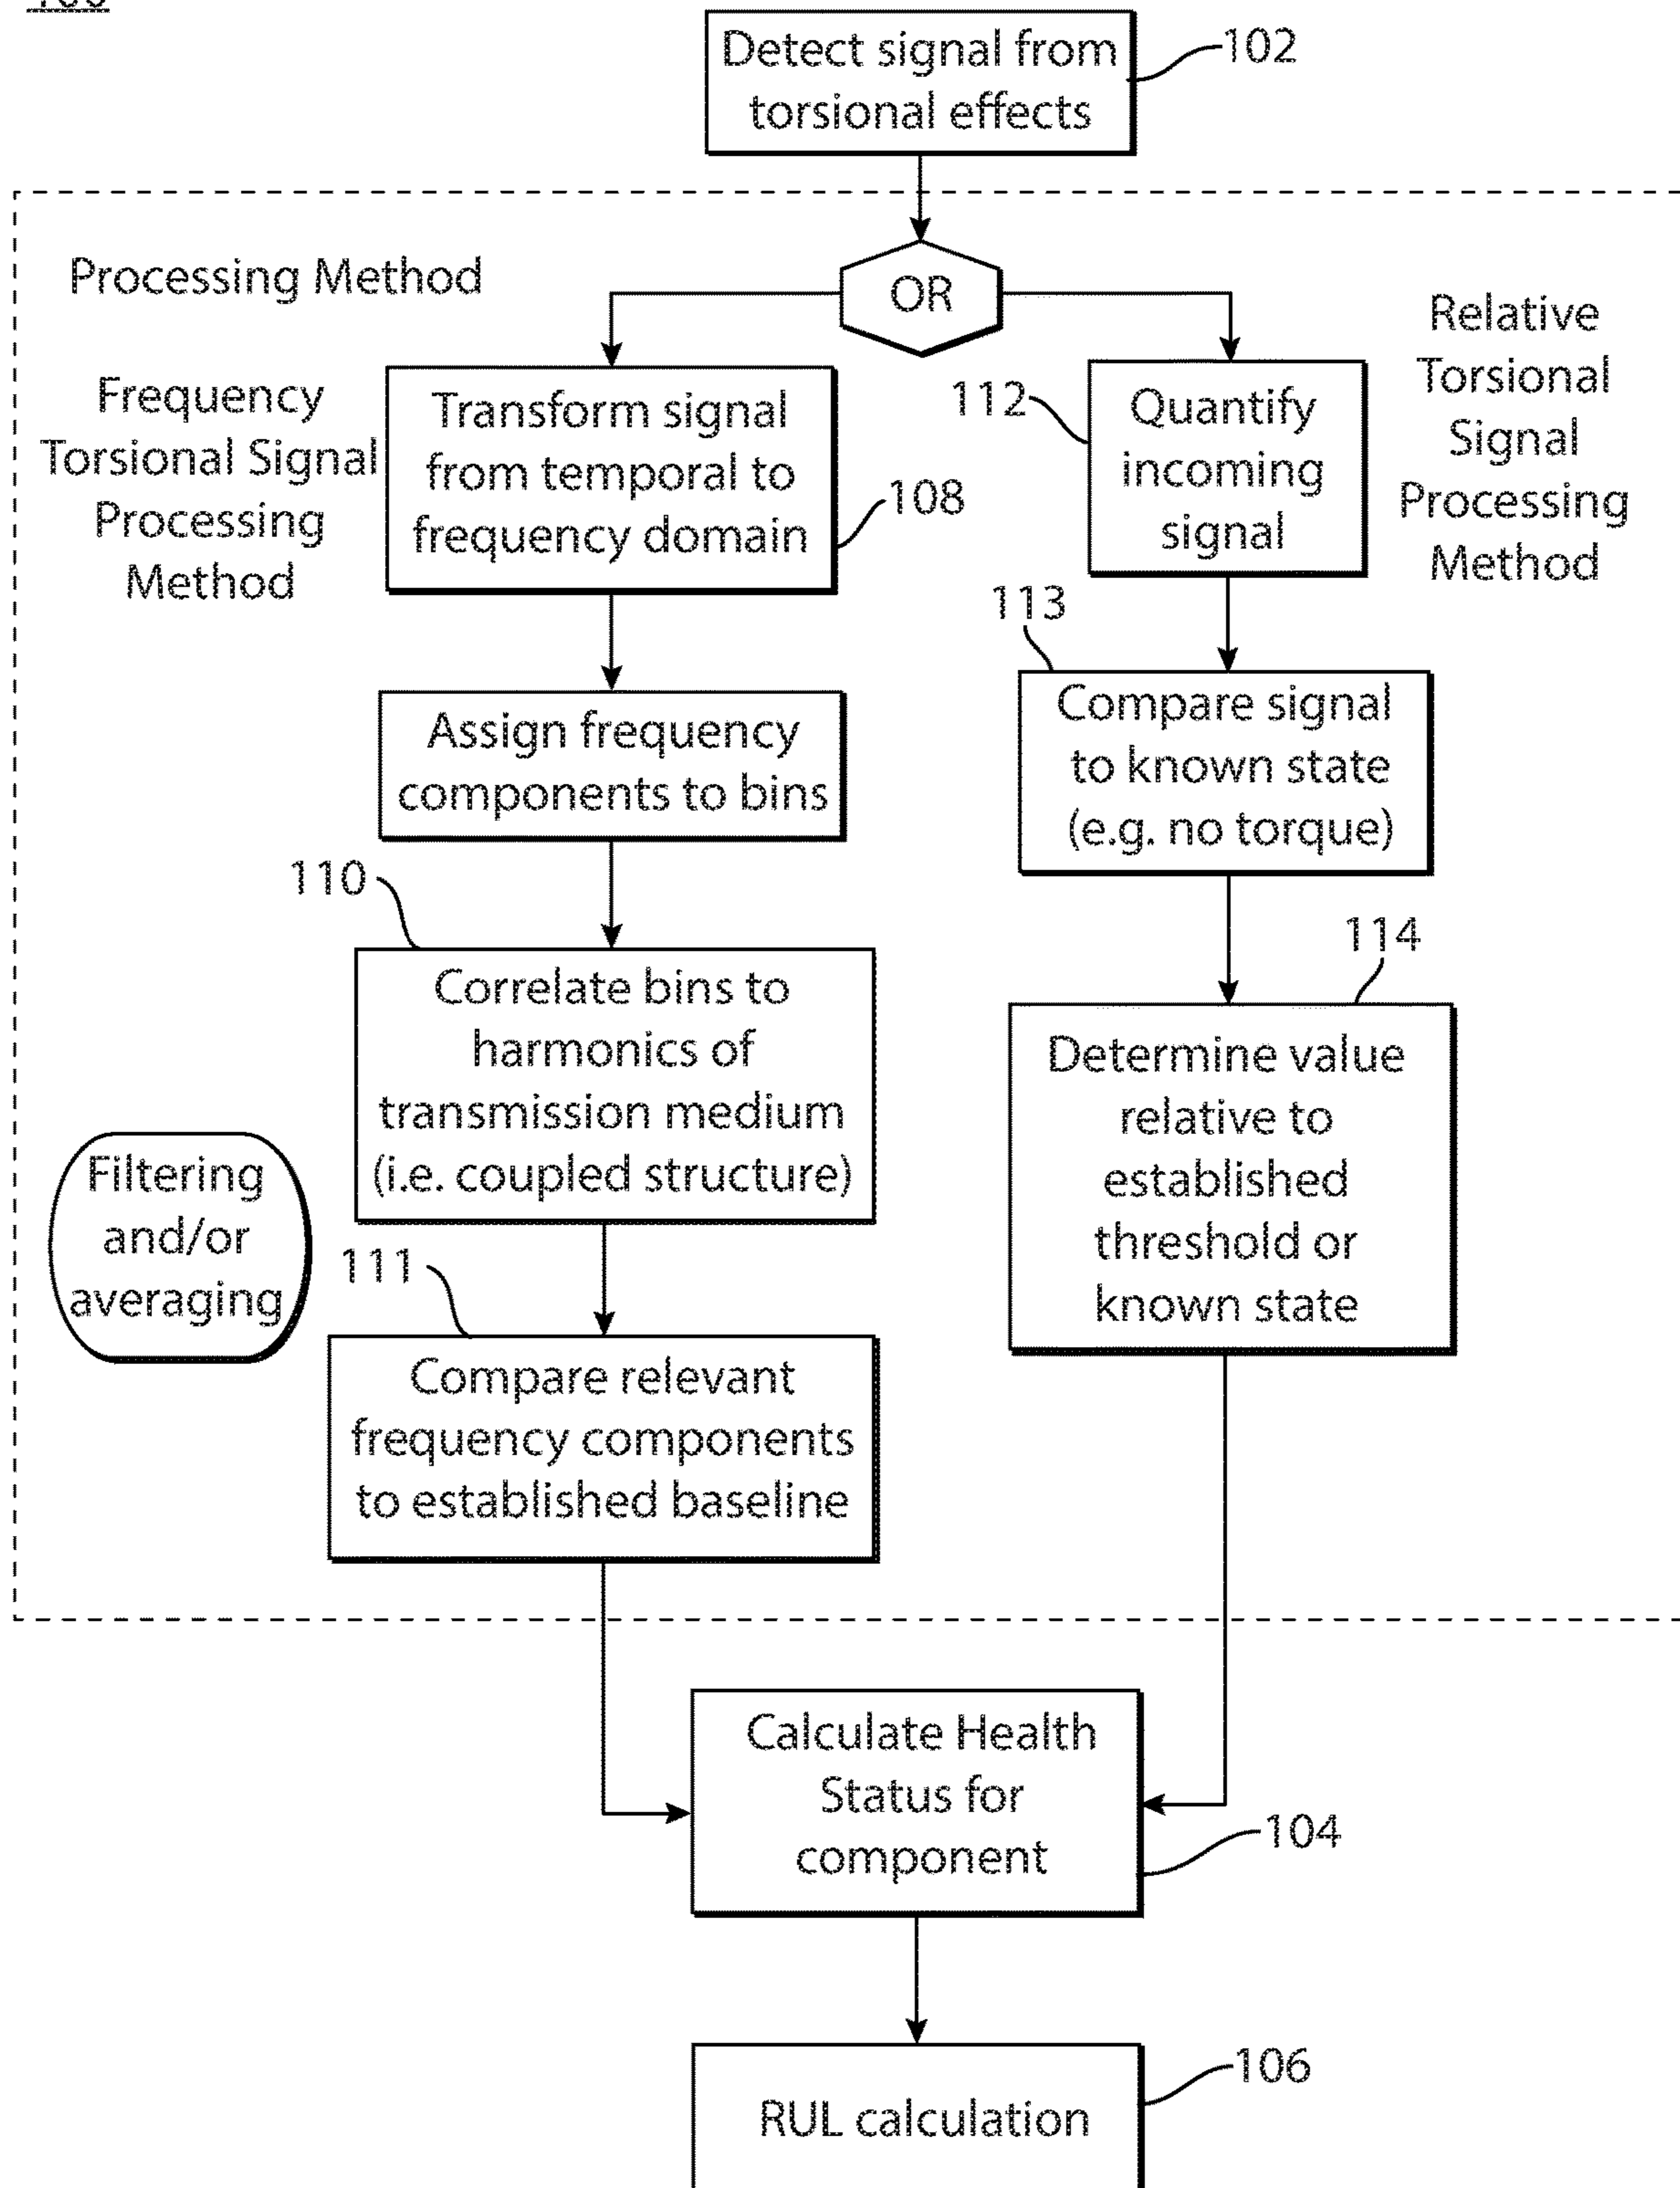 Detect signal from
torsional effects
102
Processing Method
OR
Frequency
Torsional Signal
Processing
Method
Transform signal
from temporal to
frequency domain
108
112
Quantify
incoming
signal
Relative
Torsional
Signal
Processing
Method
Assign frequency
components to bins
113
Compare signal
to known state
(e.g. no torque)
110
Correlate bins to
harmonics of
transmission medium
(i.e. coupled structure)
114
Determine value
relative to
established
threshold or
known state
Filtering
and/or
averaging
111
Compare relevant
frequency components
to established baseline
Calculate Health
Status for
component
104
RUL calculation
106